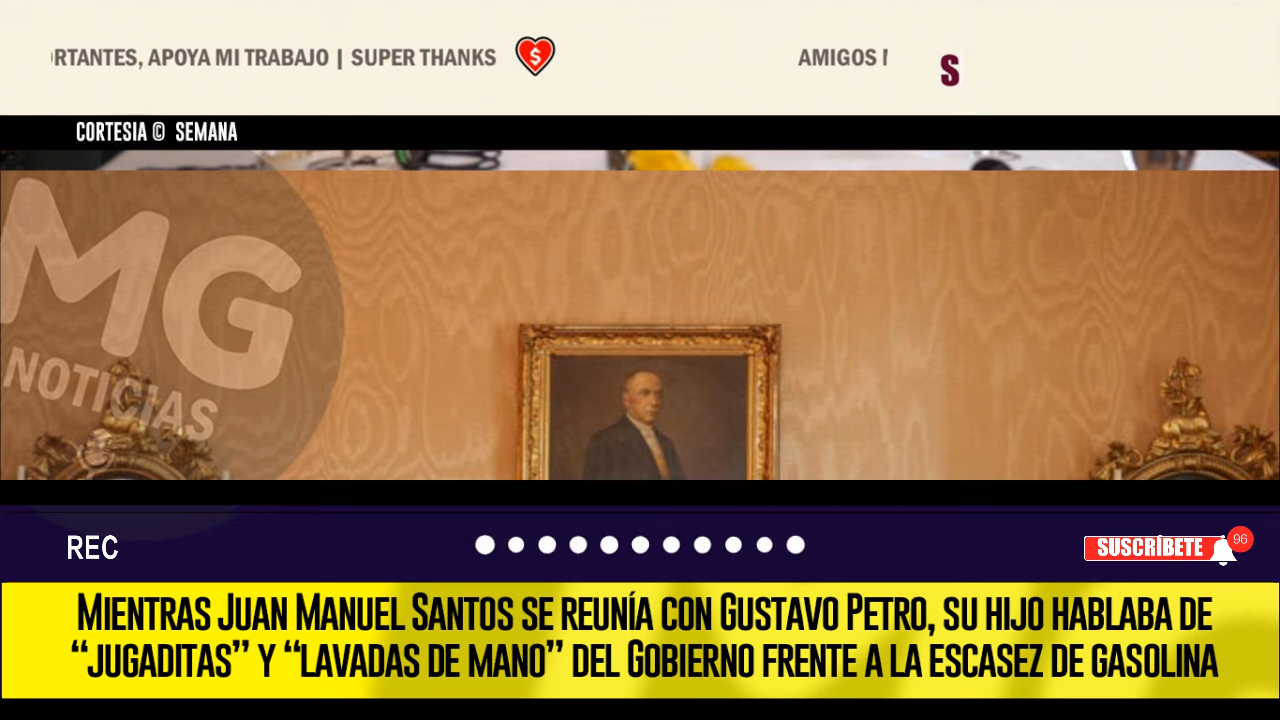 RTANTES, APOYA MI TRABAJO | SUPER THANKS
AMIGOS
S
CORTESIA © SEMANA
MG
NOTICIAS
REC
SUSCRÍBETE
96
MIENTRAS JUAN MANUEL SANTOS SE REUNÍA CON GUSTAVO PETRO, SU HIJO HABLABA DE
“JUGADITAS” Y “LAVADAS DE MANO” DEL GOBIERNO FRENTE A LA ESCASEZ DE GASOLINA